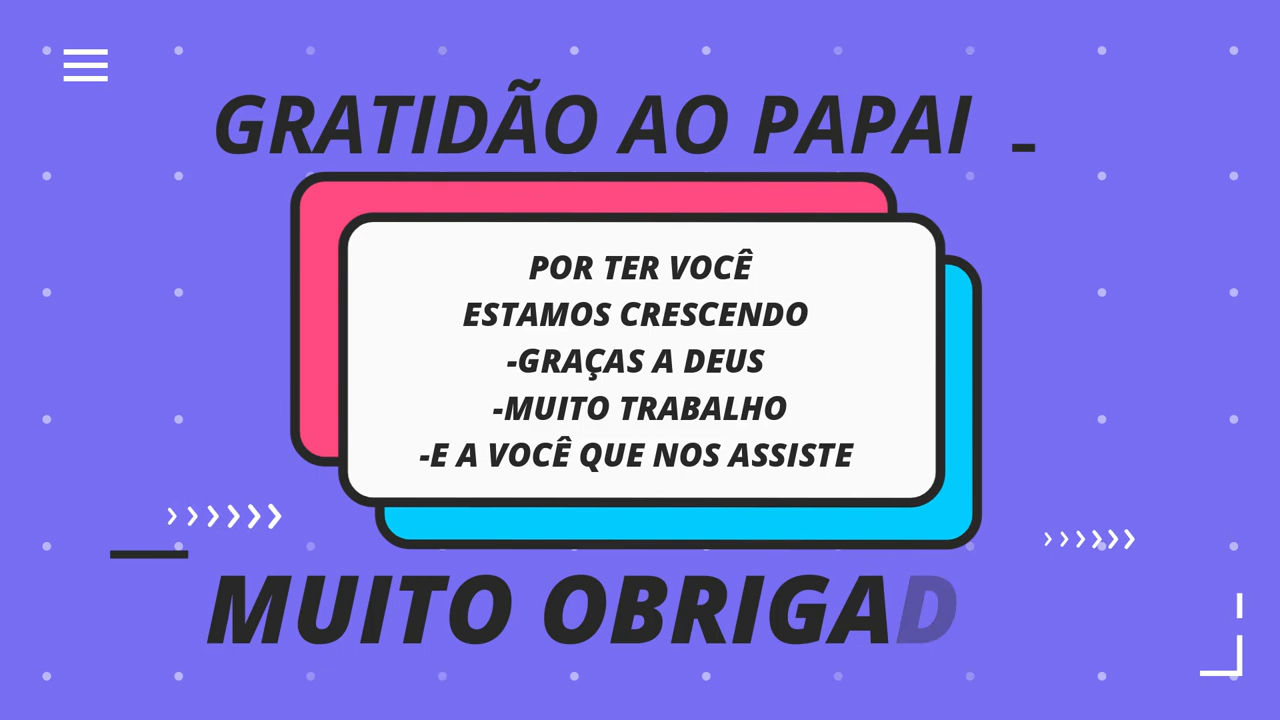 GRATIDÃO AO PAPAI _
POR TER VOCÊ
ESTAMOS CRESCENDO
-GRAÇAS A DEUS
-MUITO TRABALHO
-E A VOCÊ QUE NOS ASSISTE
MUITO OBRIGAD